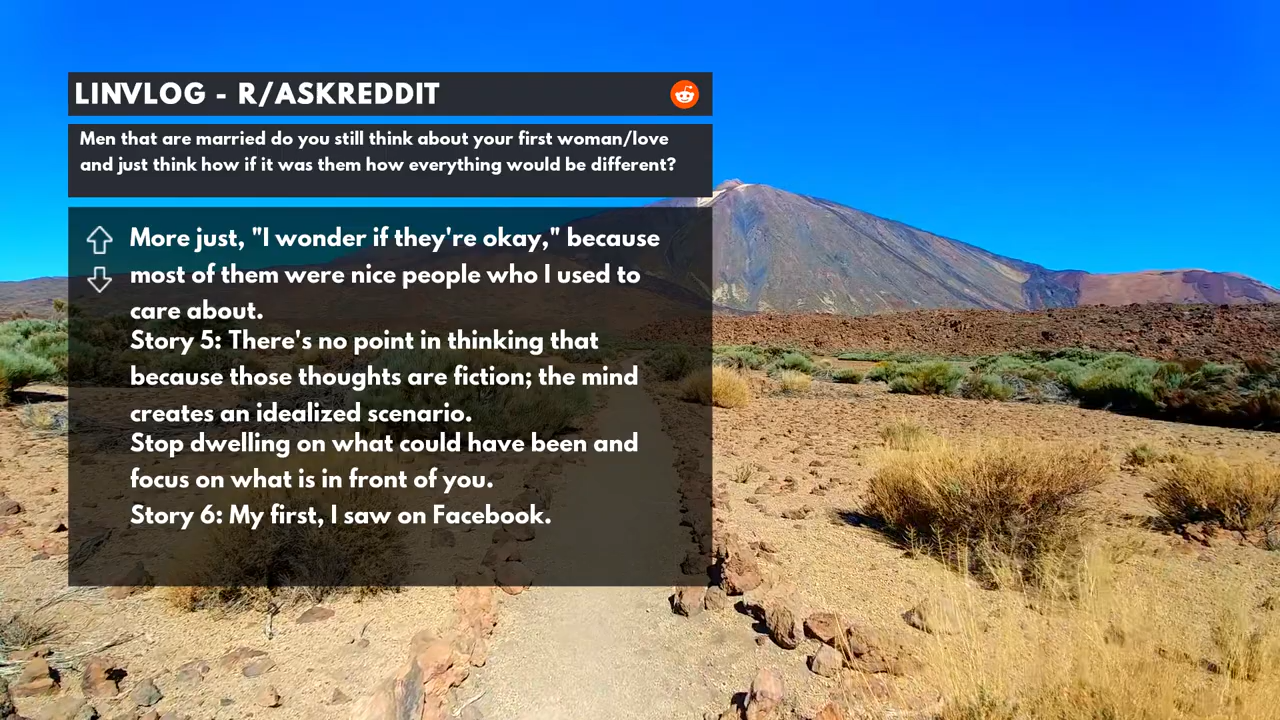 LINVLOG - R/ASKREDDIT
Men that are married do you still think about your first woman/love
and just think how if it was them how everything would be different?
More just, "I wonder if they're okay," because
most of them were nice people who I used to
care about.
Story 5: There's no point in thinking that
because those thoughts are fiction; the mind
creates an idealized scenario.
Stop dwelling on what could have been and
focus on what is in front of you.
Story 6: My first, I saw on Facebook.